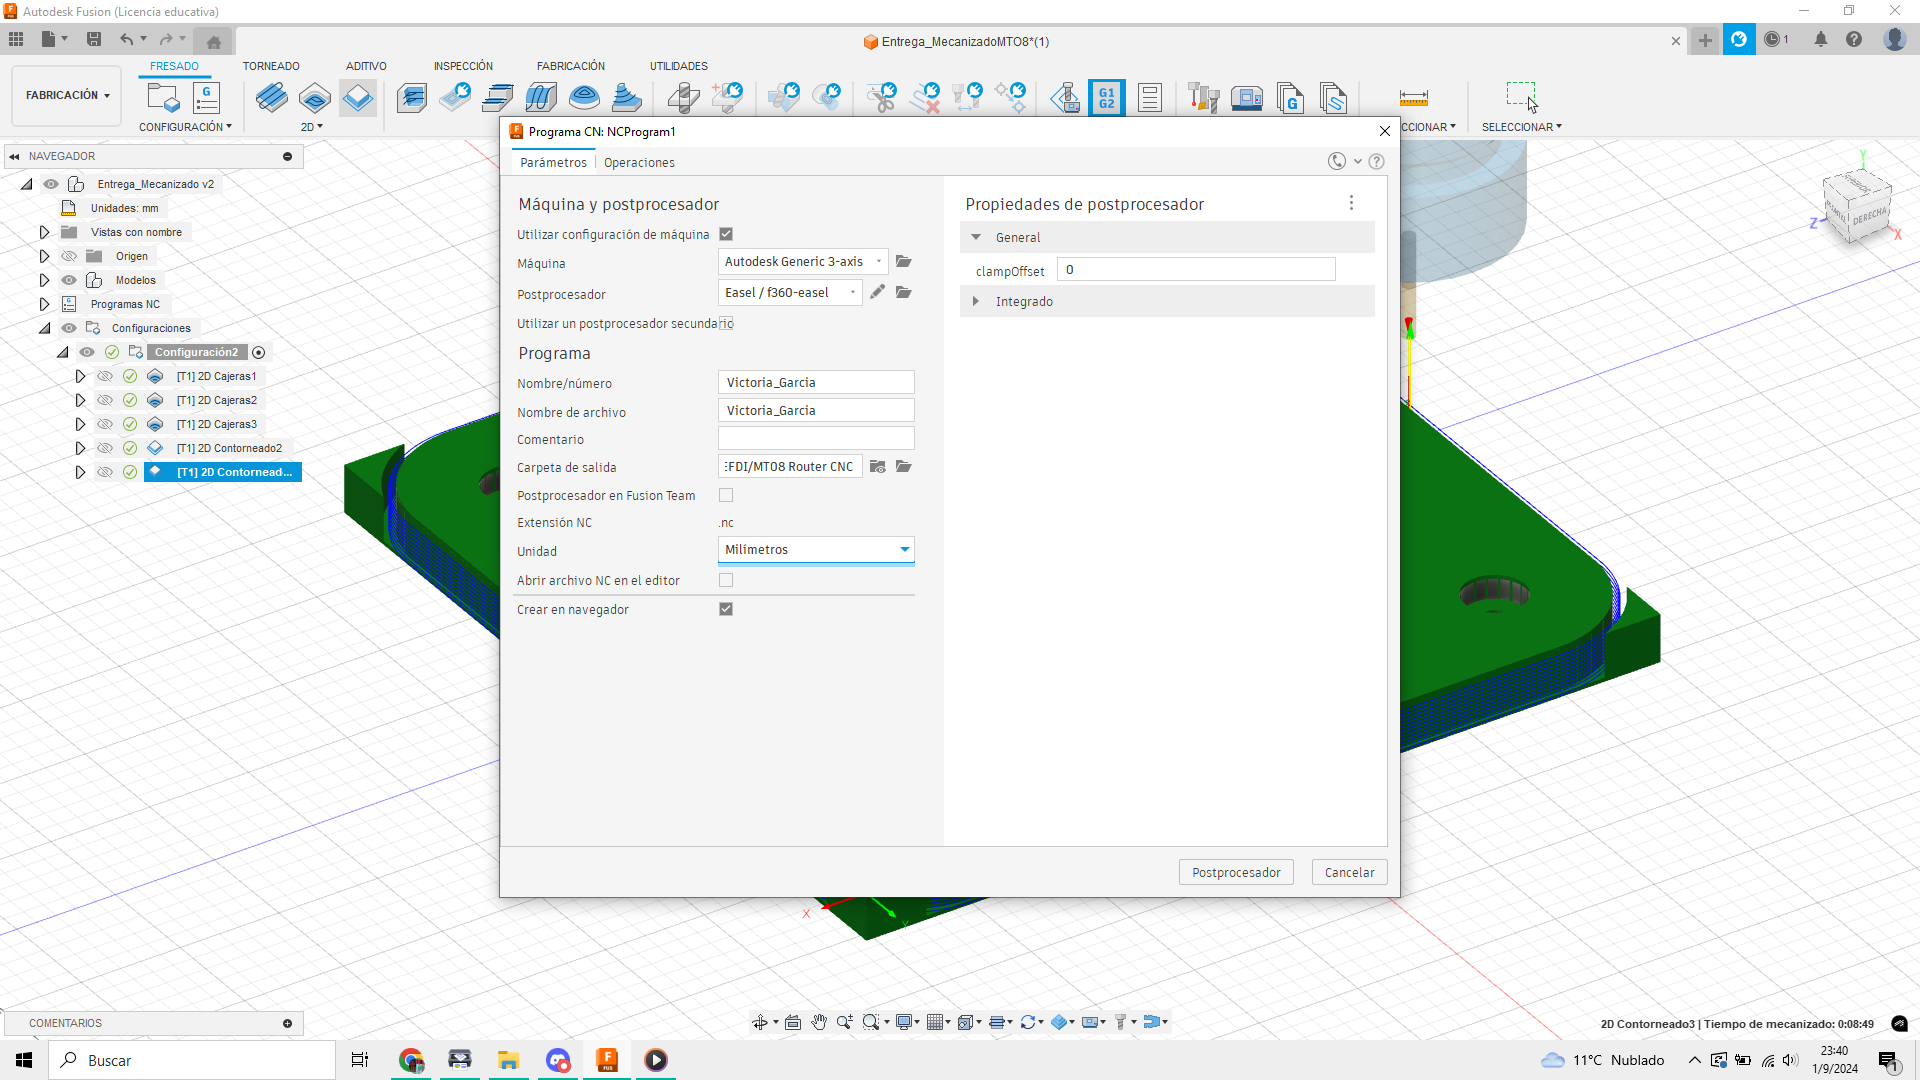 Autodesk Fusion (Licencia educativa)
Entrega_MecanizadoMTO8*(1)
1
FRESADO
TORNEADO
ADITIVO
INSPECCIÓN
FABRICACIÓN
UTILIDADES
FABRICACIÓN
CONFIGURACIÓN
2D
G1
G2
CCIONAR
SELECCIONAR
NAVEGADOR
Entrega_Mecanizado v2
Unidades: mm
Vistas con nombre
Origen
Modelos
Programas NC
Configuraciones
Configuración2
[T1] 2D Cajeras1
[T1] 2D Cajeras2
[T1] 2D Cajeras3
[T1] 2D Contorneado2
[T1] 2D Contornead...
Programa CN: NCProgram1
Parámetros
Operaciones
Máquina y postprocesador
Utilizar configuración de máquina
Máquina
Autodesk Generic 3-axis
Postprocesador
Easel / f360-easel
Utilizar un postprocesador secundario
Programa
Nombre/número
Victoria_Garcia
Nombre de archivo
Victoria_Garcia
Comentario
Carpeta de salida
:FDI/MT08 Router CNC
Postprocesador en Fusion Team
Extensión NC
.nc
Unidad
Milímetros
Abrir archivo NC en el editor
Crear en navegador
Propiedades de postprocesador
General
clampOffset
0
Integrado
Postprocesador
Cancelar
Y
DERECHA
Z
X
X
Y
COMENTARIOS
2D Contorneado3 | Tiempo de mecanizado: 0:08:49
Buscar
11°C
Nublado
23:40
1/9/2024
1